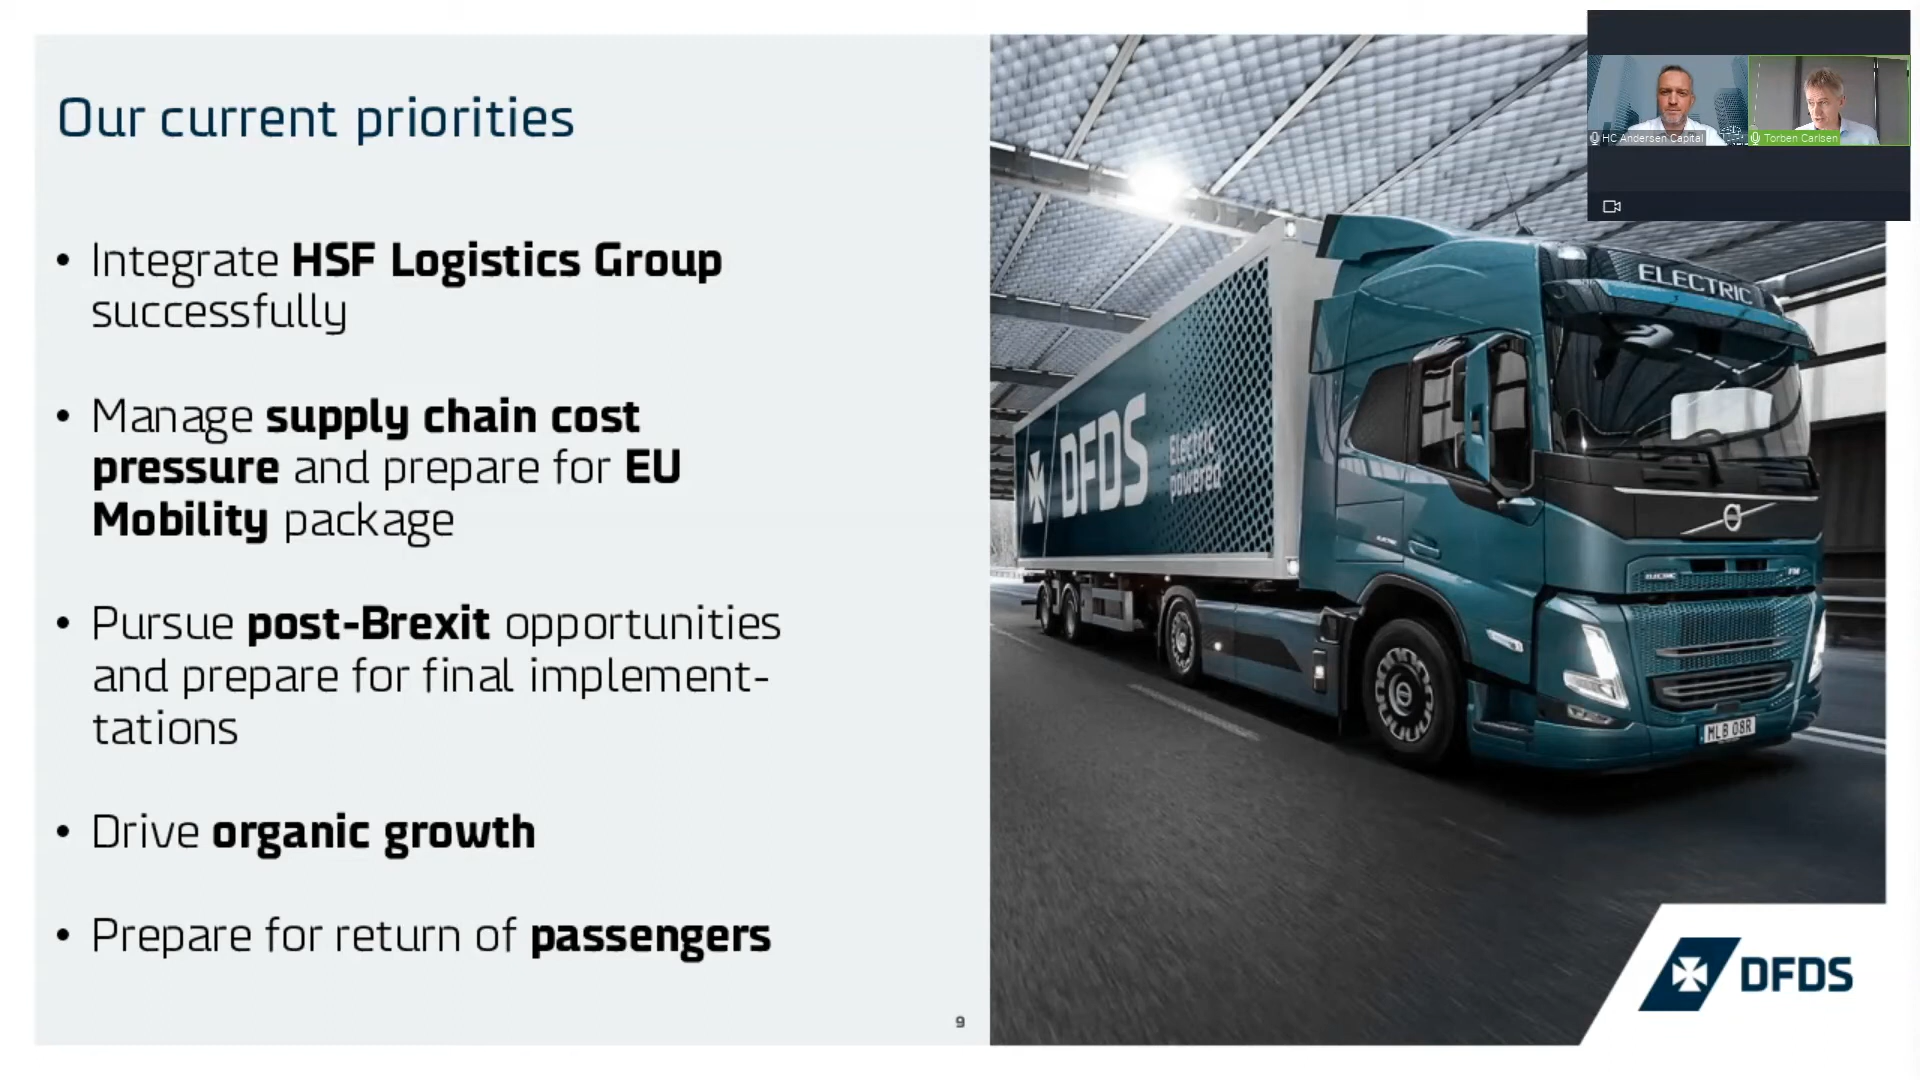 Our current priorities
• Integrate HSF Logistics Group
successfully
• Manage supply chain cost
pressure and prepare for EU
Mobility package
• Pursue post-Brexit opportunities
and prepare for final implement-
tations
• Drive organic growth
• Prepare for return of passengers
9
HC Andersen Capital
Torben Carlsen
ELECTRIC
DFDS
Electric
powered
MLB 08R
DFDS